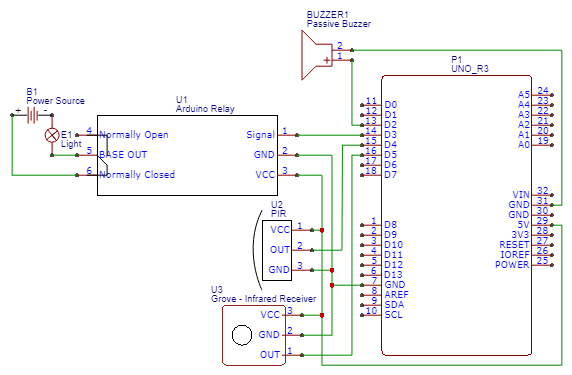 BUZZER1
Passive Buzzer
2
+ 1
P1
UNO_R3
B1
Power Source
+ -
E1
Light
U1
Arduino Relay
4 Normally Open
5 BASE OUT
6 Normally Closed
Signal 1
GND 2
VCC 3
U2
PIR
VCC 1
OUT 2
GND 3
U3
Grove - Infrared Receiver
VCC 3
GND 2
OUT 1
11 D0
12 D1
13 D2
14 D3
15 D4
16 D5
17 D6
18 D7
1 D8
2 D9
3 D10
4 D11
5 D12
6 D13
7 GND
8 AREF
9 SDA
10 SCL
A5 24
A4 23
A3 22
A2 21
A1 20
A0 19
VIN 32
GND 31
GND 30
5V 29
3V3 28
RESET 27
IOREF 26
POWER 25